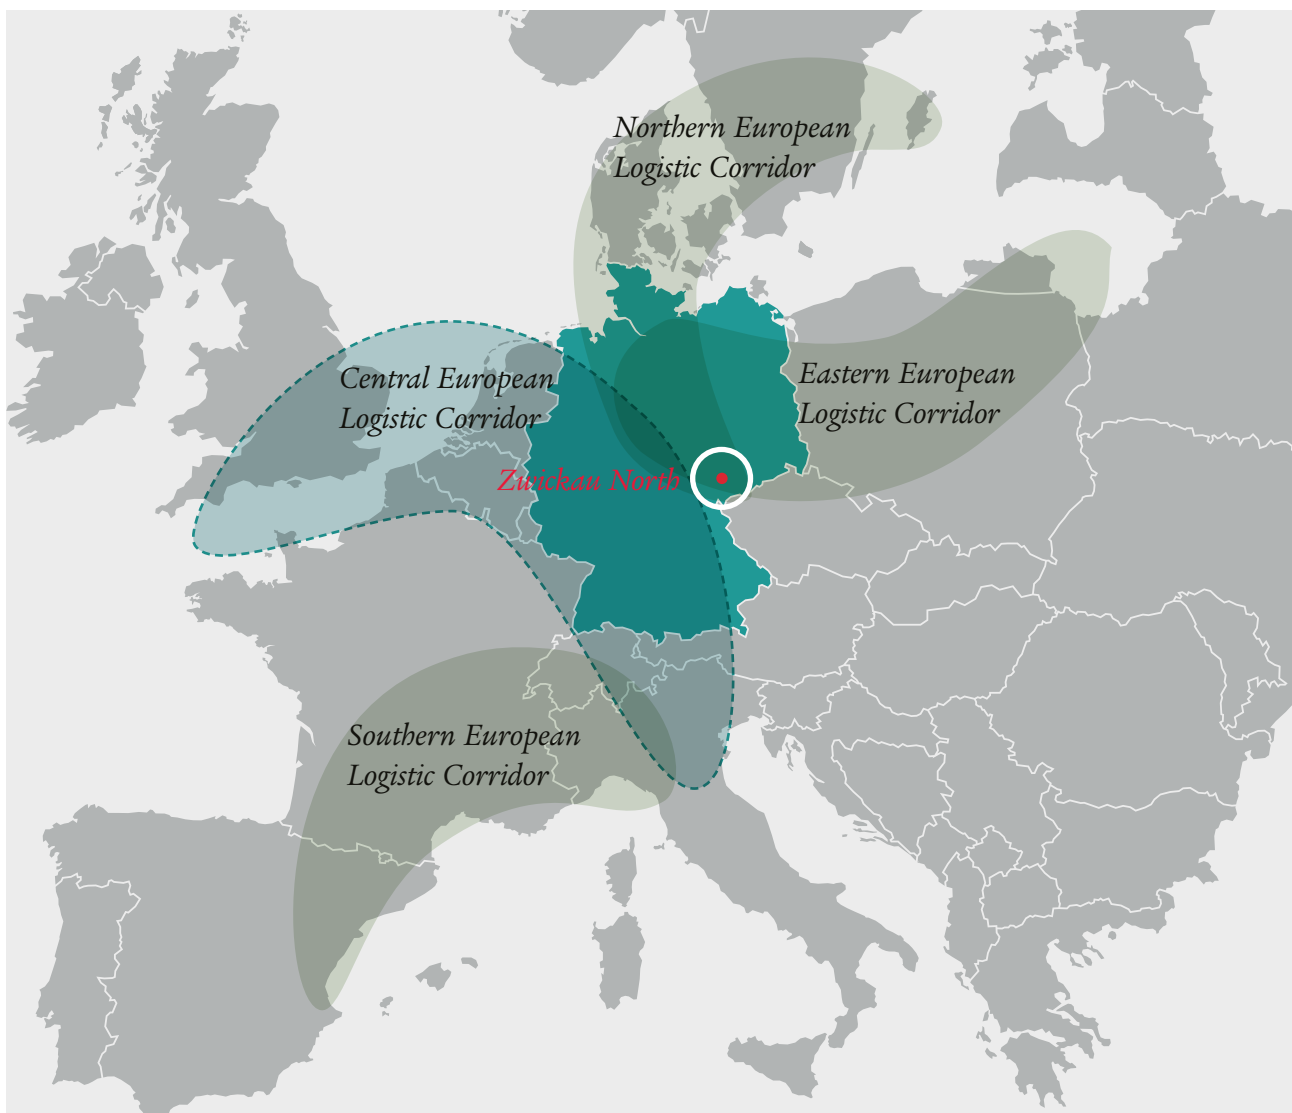 Northern European
Logistic Corridor
Central European
Logistic Corridor
Eastern European
Logistic Corridor
Zwickau North
Southern European
Logistic Corridor